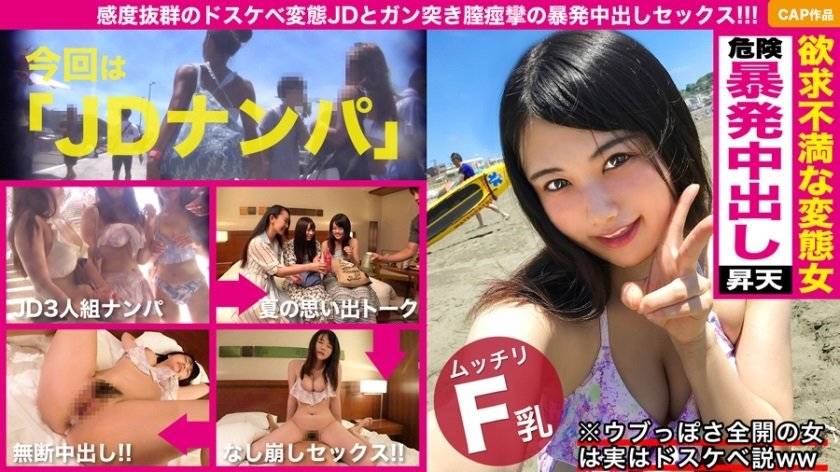 感度抜群のドスケベ変態JDとガン突き膣痙攣の暴発中出しセックス!!!
CAP作品
今回は
「JDナンパ」
欲求不満な変態女
危険
暴発中出し
昇天
JD3人組ナンパ
夏の思い出トーク
無断中出し!!
なし崩しセックス!!
ムッチリ
F乳
※ウブっぽさ全開の女
は実はドスケベ説ww